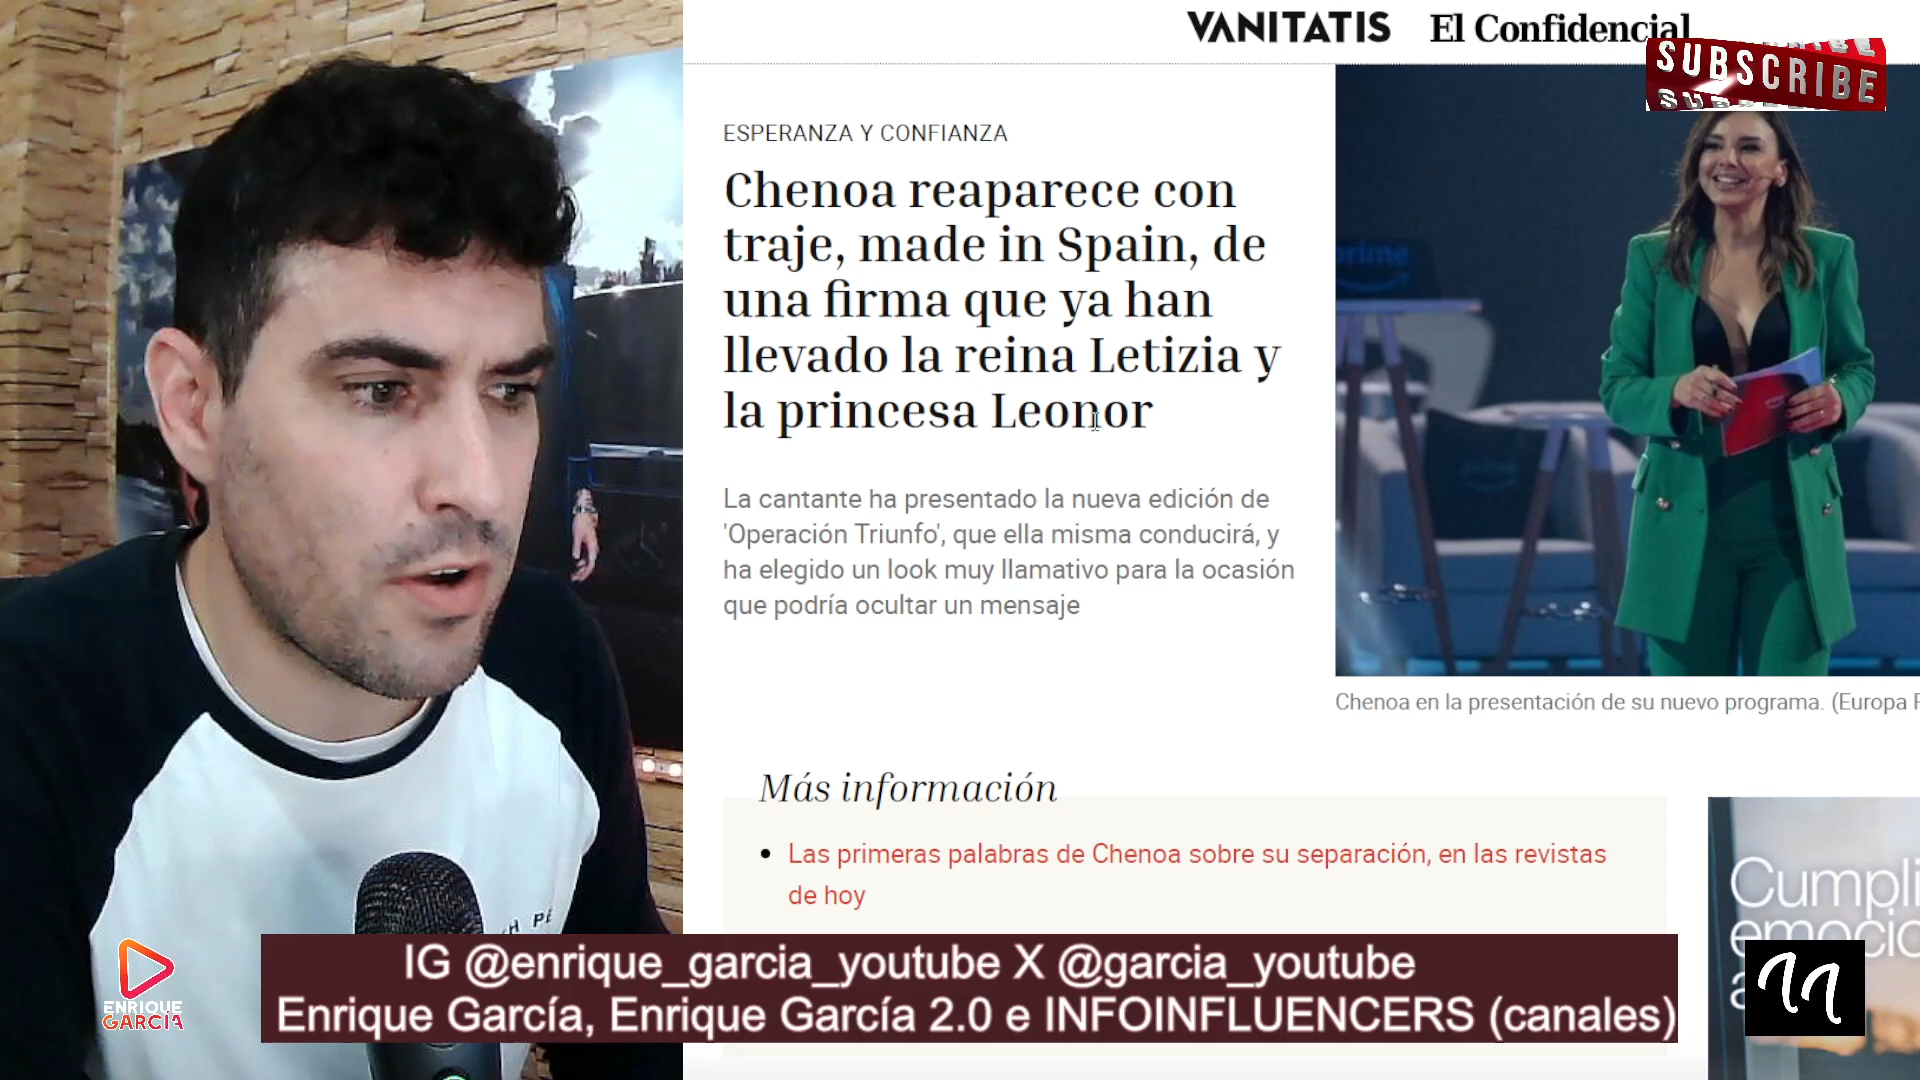 VANITATIS El Confidencial
SUBSCRIBE
ESPERANZA Y CONFIANZA
Chenoa reaparece con
traje, made in Spain, de
una firma que ya han
llevado la reina Letizia y
la princesa Leonor
prime
La cantante ha presentado la nueva edición de
'Operación Triunfo', que ella misma conducirá, y
ha elegido un look muy llamativo para la ocasión
que podría ocultar un mensaje
Chenoa en la presentación de su nuevo programa. (Europa
Más información
Las primeras palabras de Chenoa sobre su separación, en las revistas
de hoy
Cumpli
emocio
a
IG @enrique_garcia_youtube X @garcia_youtube
Enrique García, Enrique García 2.0 e INFOINFLUENCERS (canales)
ENRIQUE
GARCÍA